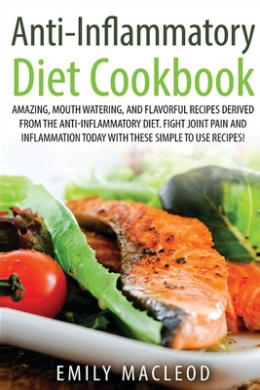 Anti-Inflammatory
Diet Cookbook
AMAZING, MOUTH WATERING, AND FLAVORFUL RECIPES DERIVED
FROM THE ANTI-INFLAMMATORY DIET. FIGHT JOINT PAIN AND
INFLAMMATION TODAY WITH THESE SIMPLE TO USE RECIPES!
EMILY MACLEOD